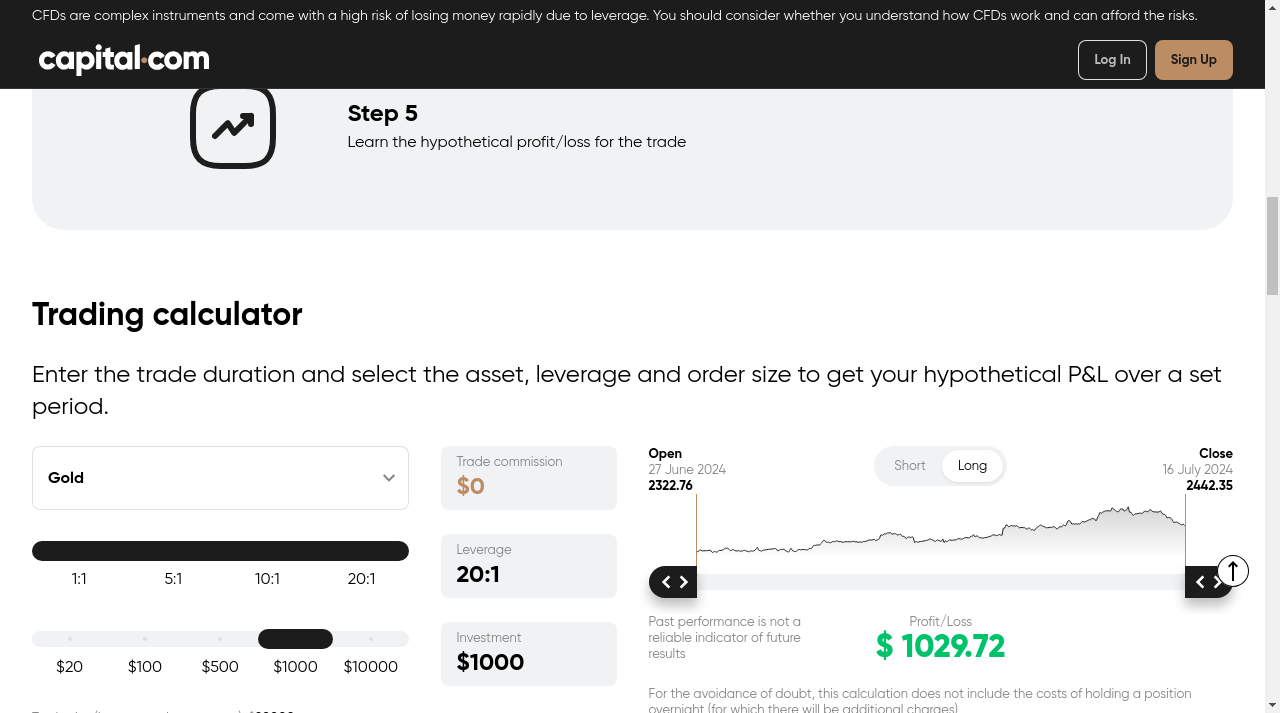 CFDs are complex instruments and come with a high risk of losing money rapidly due to leverage. You should consider whether you understand how CFDs work and can afford the risks.
capital.com
Log In
Sign Up
Step 5
Learn the hypothetical profit/loss for the trade
Trading calculator
Enter the trade duration and select the asset, leverage and order size to get your hypothetical P&L over a set
period.
Gold
1:1 5:1 10:1 20:1
$20 $100 $500 $1000 $10000
Trade commission
$0
Leverage
20:1
Investment
$1000
Open
27 June 2024
2322.76
Short Long
Close
16 July 2024
2442.35
Past performance is not a
reliable indicator of future
results
Profit/Loss
$ 1029.72
For the avoidance of doubt, this calculation does not include the costs of holding a position
overnight (for which there will be additional charges)